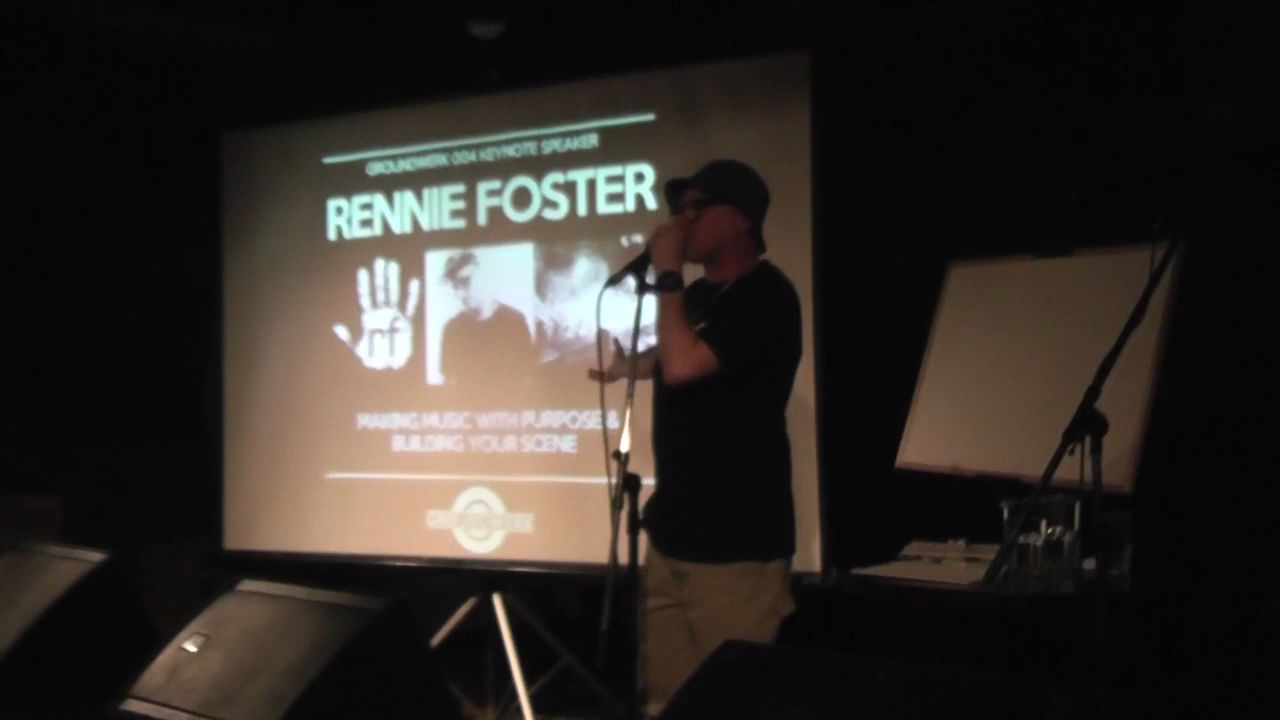 GROUNDWERK 004 KEYNOTE SPEAKER
RENNIE FOSTER
rf
MAKING MUSIC WITH PURPOSE &
BUILDING YOUR SCENE